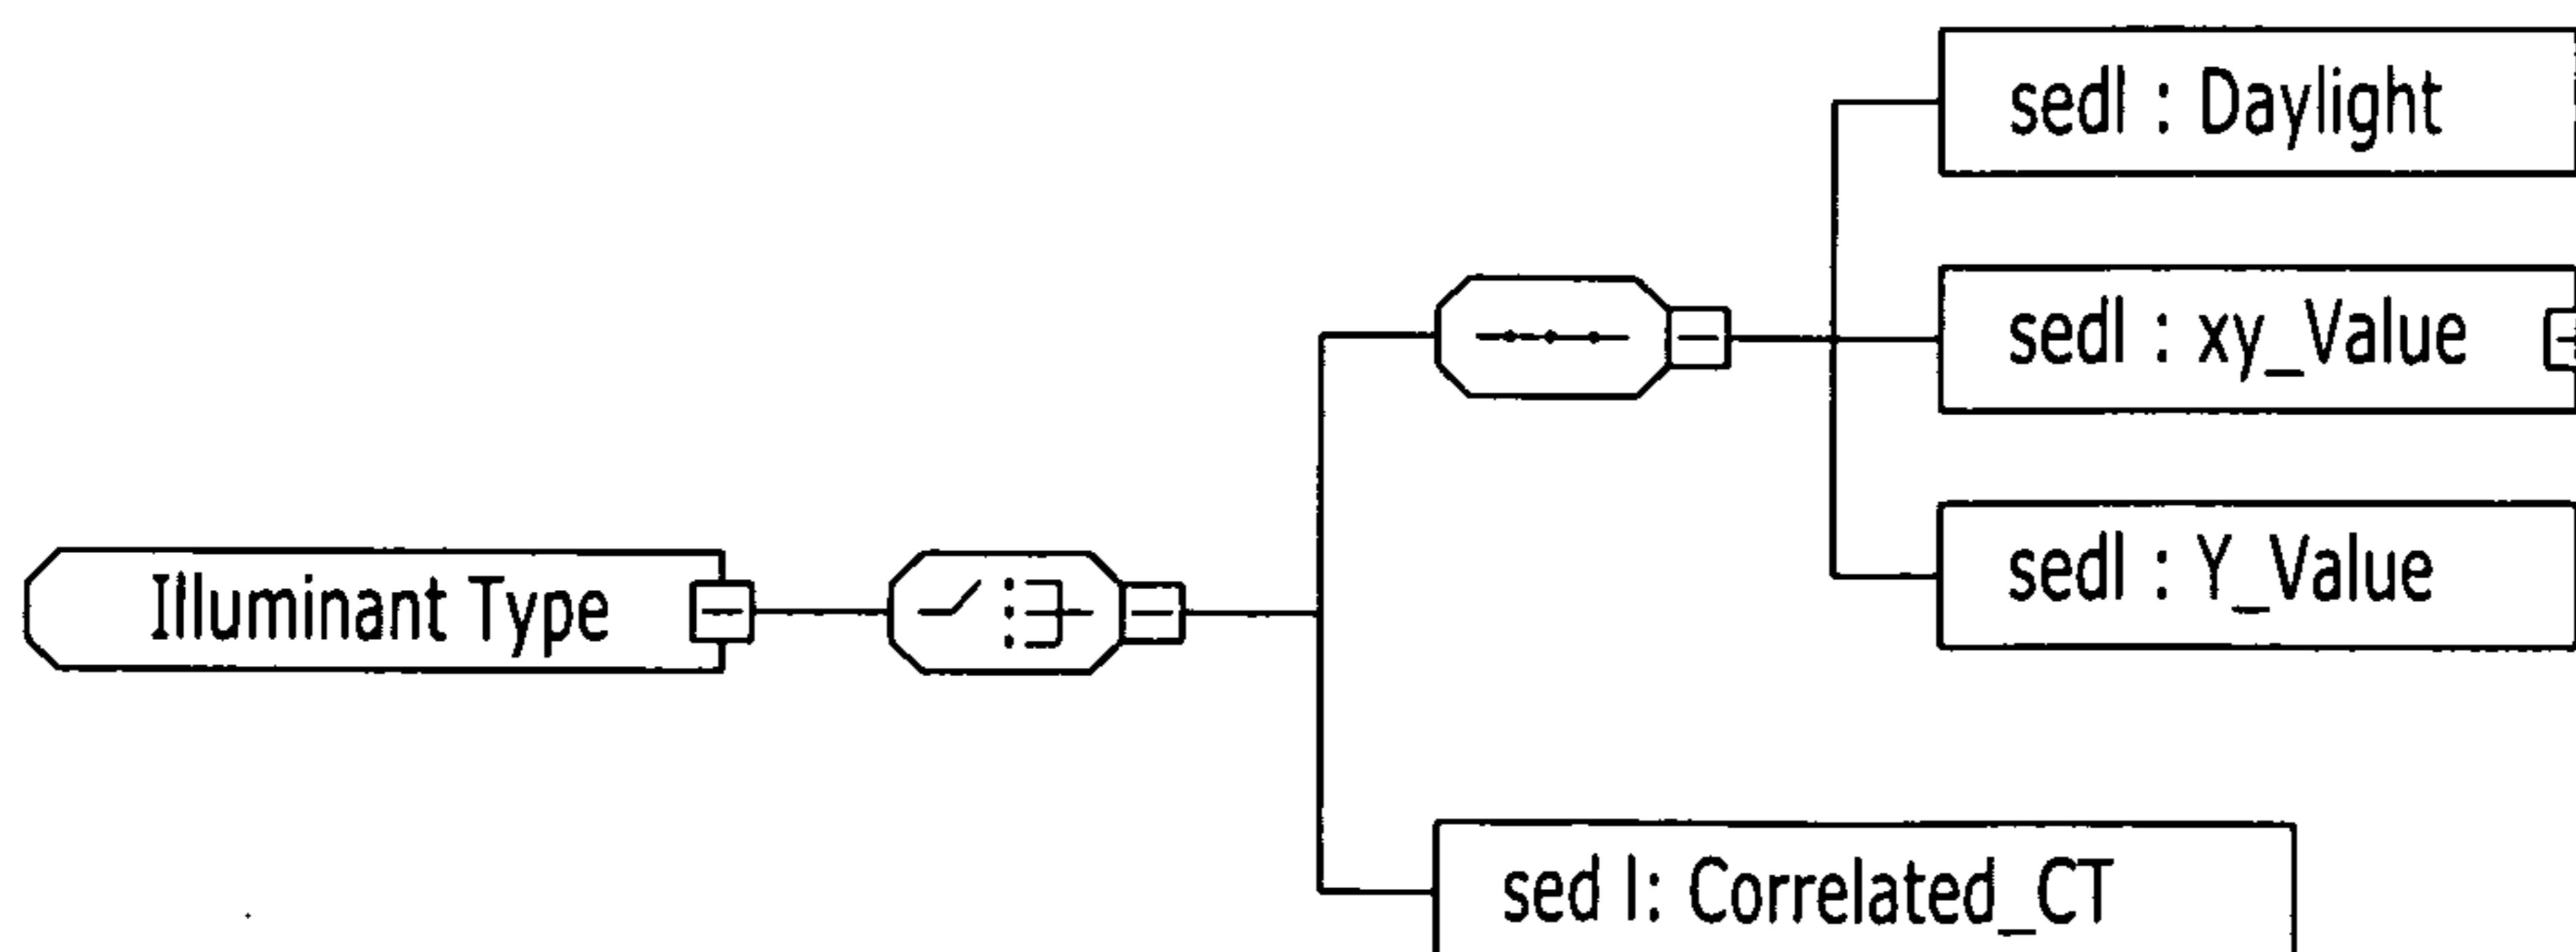 sedl : Daylight
sedl : xy_Value
sedl : Y_Value
Illuminant Type
sed l: Correlated_CT